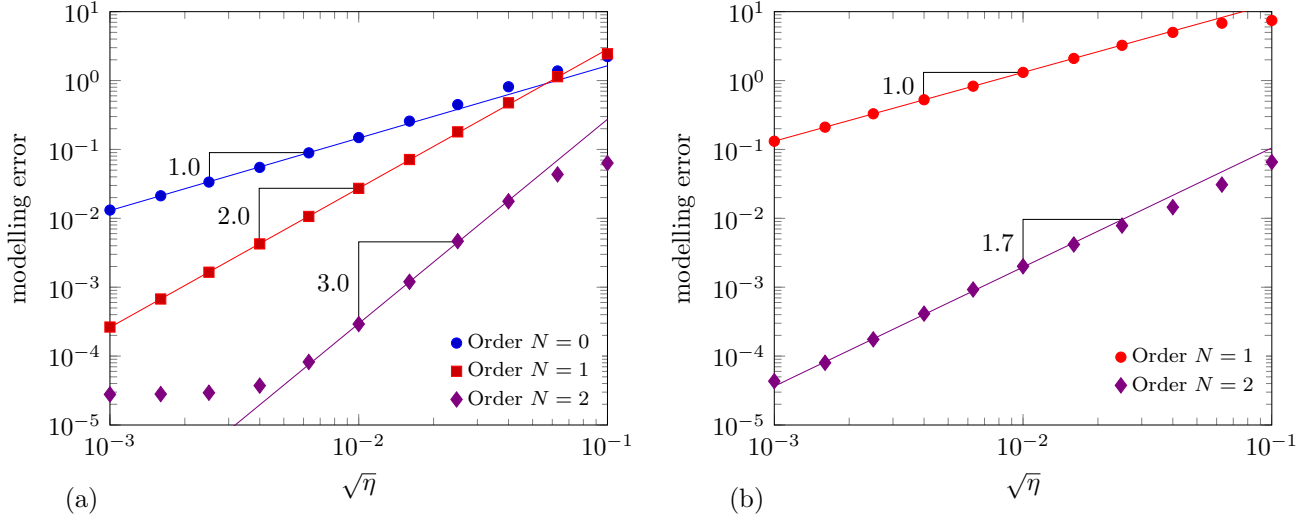 10^1
10^0
10^−1
10^−2
10^−3
10^−4
10^−5
modelling error
1.0
2.0
3.0
Order N = 0
Order N = 1
Order N = 2
10^−3
10^−2
10^−1
√η
(a)
10^1
10^0
10^−1
10^−2
10^−3
10^−4
10^−5
modelling error
1.0
1.7
Order N = 1
Order N = 2
10^−3
10^−2
10^−1
√η
(b)